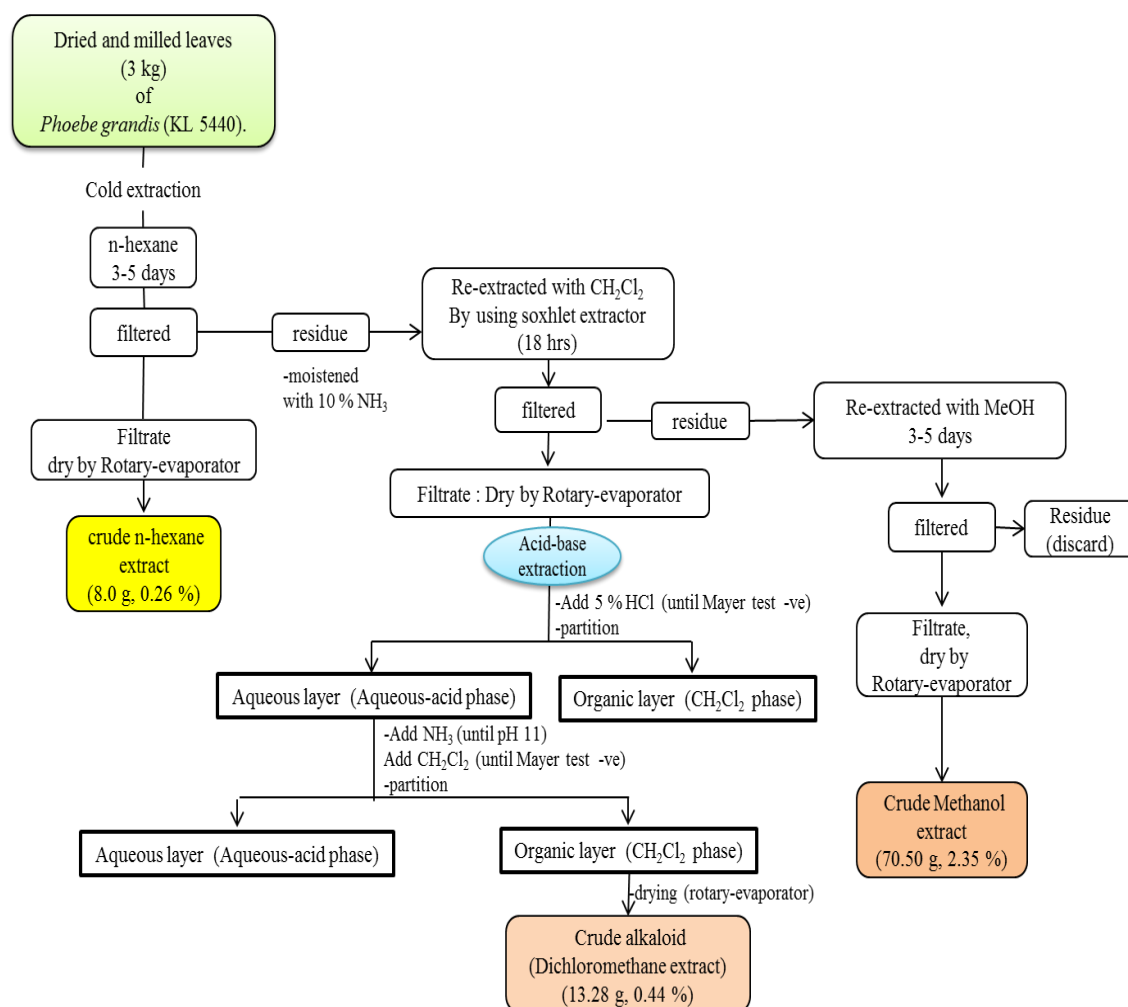 Dried and milled leaves
(3 kg)
of
Phoebe grandis (KL 5440).
Cold extraction
n-hexane
3-5 days
filtered
residue
-moistened
with 10 % NH₃
Re-extracted with CH₂Cl₂
By using soxhlet extractor
(18 hrs)
filtered
residue
Re-extracted with MeOH
3-5 days
Filtrate
dry by Rotary-evaporator
crude n-hexane
extract
(8.0 g, 0.26 %)
Filtrate : Dry by Rotary-evaporator
Acid-base
extraction
-Add 5 % HCl (until Mayer test -ve)
-partition
filtered
Residue
(discard)
Filtrate,
dry by
Rotary-evaporator
Aqueous layer (Aqueous-acid phase)
Organic layer (CH₂Cl₂ phase)
-Add NH₃ (until pH 11)
Add CH₂Cl₂ (until Mayer test -ve)
-partition
Crude Methanol
extract
(70.50 g, 2.35 %)
Aqueous layer (Aqueous-acid phase)
Organic layer (CH₂Cl₂ phase)
-drying (rotary-evaporator)
Crude alkaloid
(Dichloromethane extract)
(13.28 g, 0.44 %)